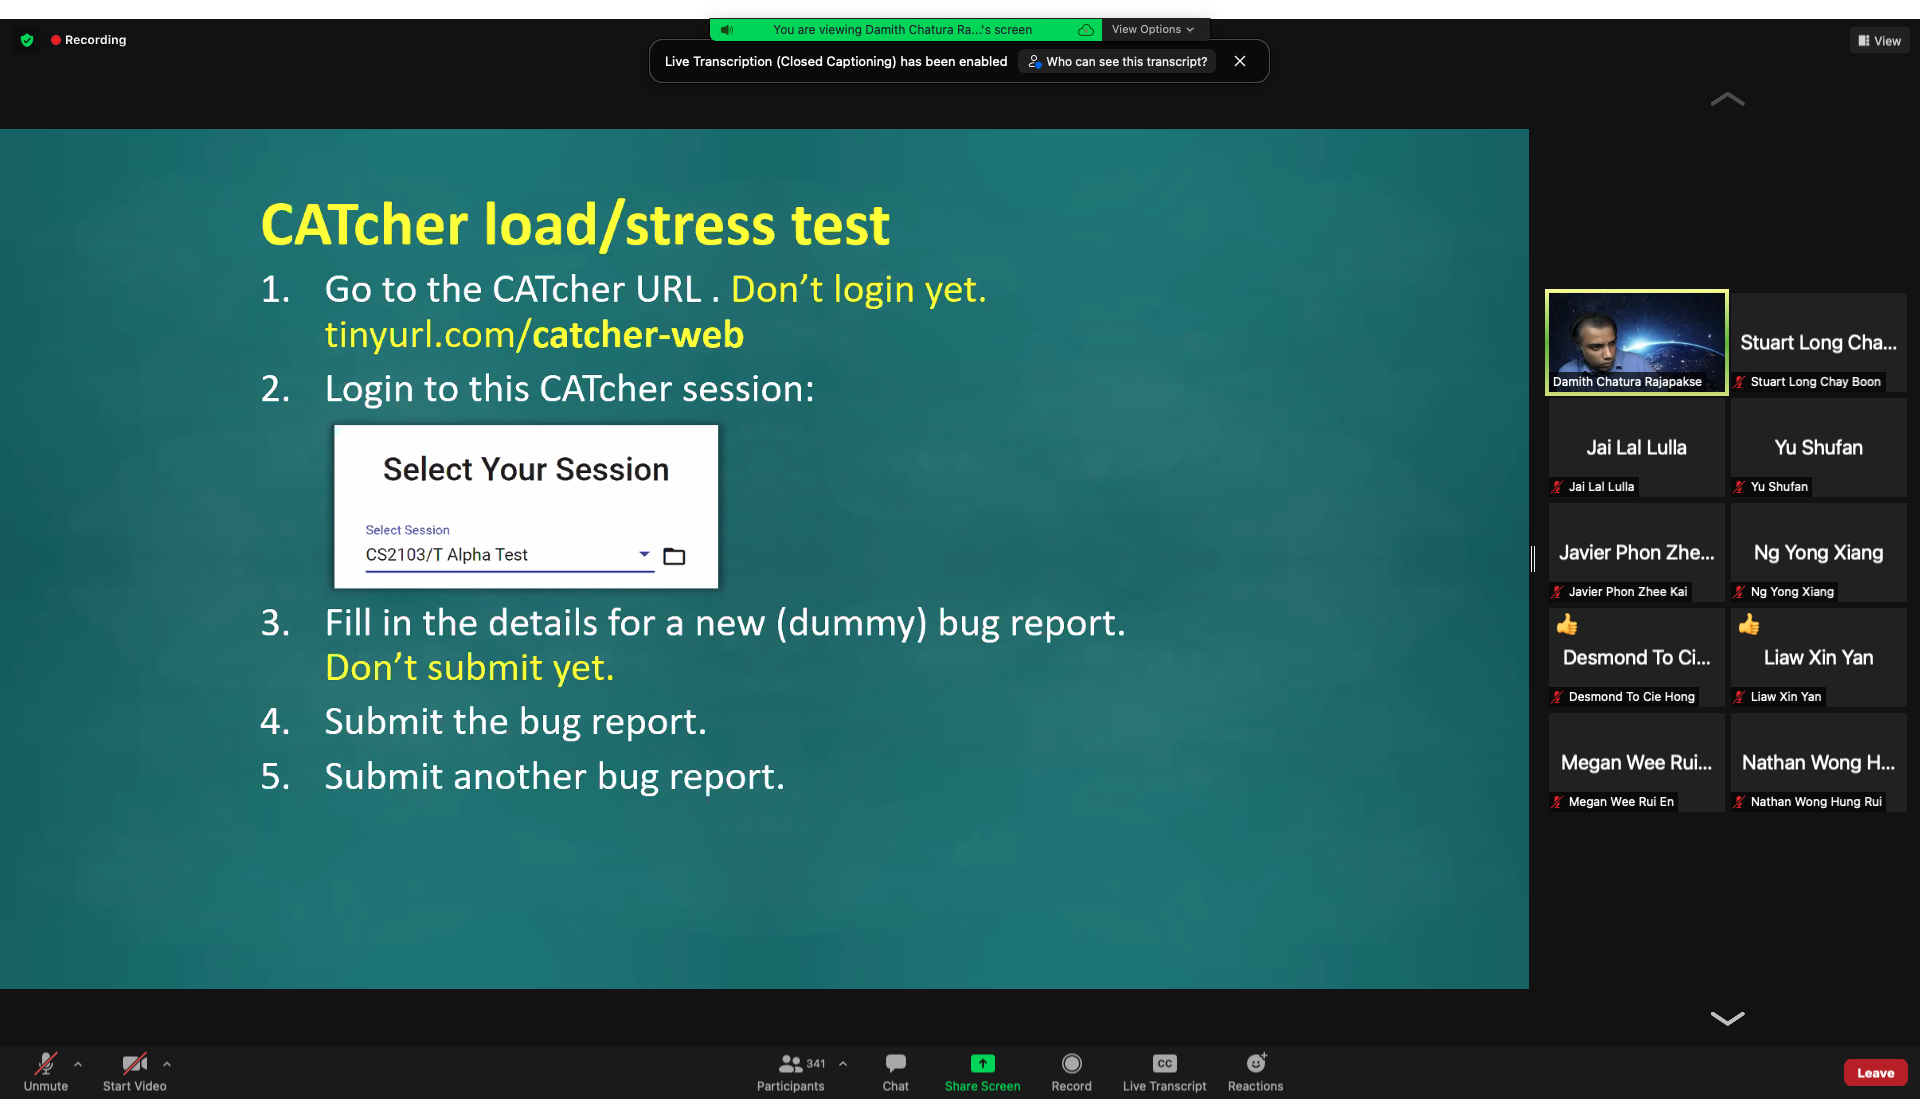 You are viewing Damith Chatura Ra...'s screen
View Options
Recording
View
Live Transcription (Closed Captioning) has been enabled
Who can see this transcript?
CATcher load/stress test
1. Go to the CATcher URL . Don't login yet.
tinyurl.com/catcher-web
2. Login to this CATcher session:
Select Your Session
Select Session
CS2103/T Alpha Test
3. Fill in the details for a new (dummy) bug report.
Don't submit yet.
4. Submit the bug report.
5. Submit another bug report.
Damith Chatura Rajapakse
Stuart Long Cha...
Stuart Long Chay Boon
Jai Lal Lulla
Jai Lal Lulla
Yu Shufan
Yu Shufan
Javier Phon Zhe...
Javier Phon Zhee Kai
Ng Yong Xiang
Ng Yong Xiang
Desmond To Ci...
Desmond To Cie Hong
Liaw Xin Yan
Liaw Xin Yan
Megan Wee Rui...
Megan Wee Rui En
Nathan Wong H...
Nathan Wong Hung Rui
Unmute
Start Video
341
Participants
Chat
Share Screen
Record
CC
Live Transcript
Reactions
Leave